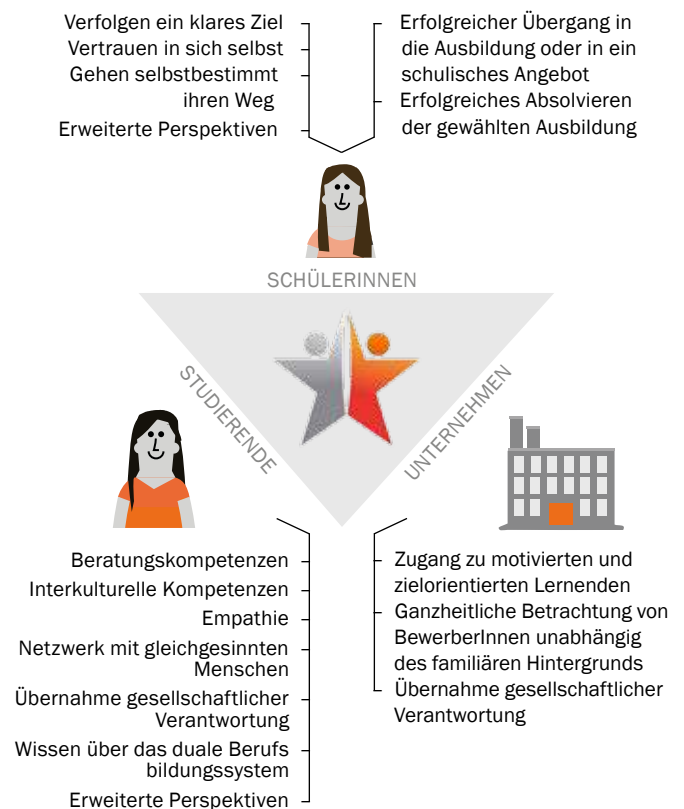 Verfolgen ein klares Ziel
Vertrauen in sich selbst
Gehen selbstbestimmt
ihren Weg
Erweiterte Perspektiven
Erfolgreicher Übergang in
die Ausbildung oder in ein
schulisches Angebot
Erfolgreiches Absolvieren
der gewählten Ausbildung
SCHÜLERINNEN
STUDIERENDE
UNTERNEHMEN
Beratungskompetenzen
Interkulturelle Kompetenzen
Empathie
Netzwerk mit gleichgesinnten
Menschen
Übernahme gesellschaftlicher
Verantwortung
Wissen über das duale Berufs
bildungssystem
Erweiterte Perspektiven
Zugang zu motivierten und
zielorientierten Lernenden
Ganzheitliche Betrachtung von
BewerberInnen unabhängig
des familiären Hintergrunds
Übernahme gesellschaftlicher
Verantwortung